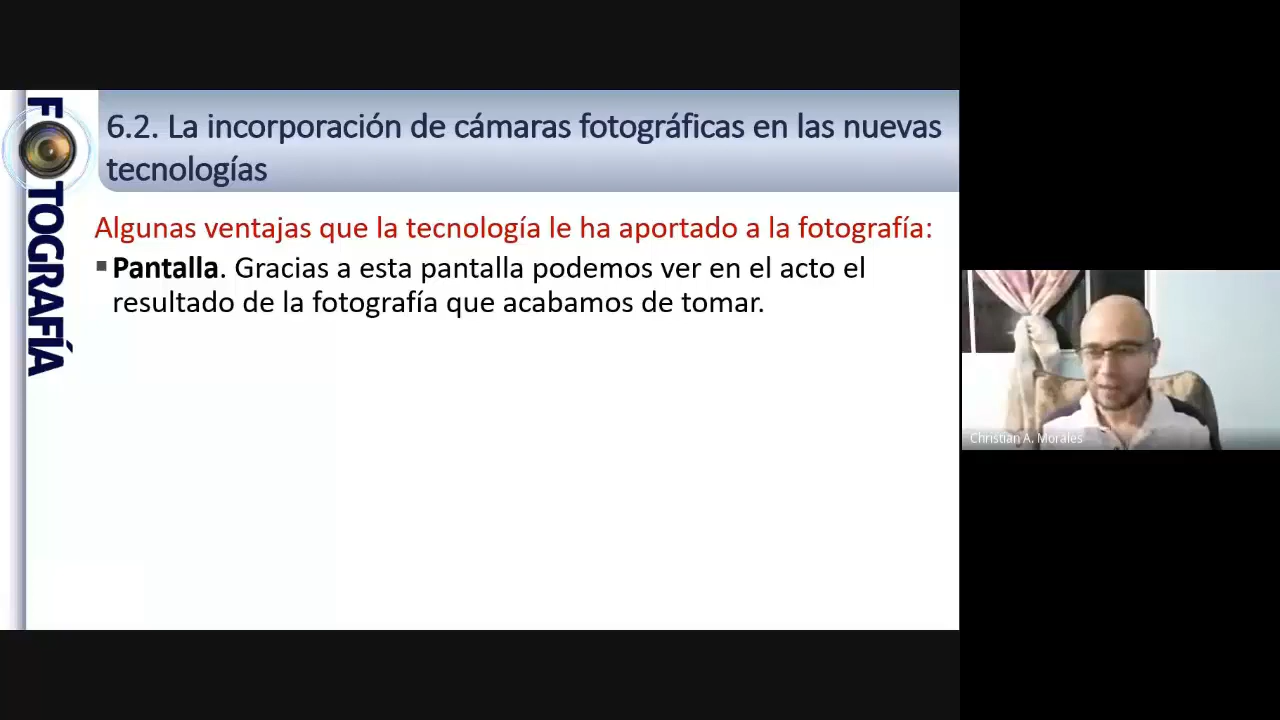 FOTOGRAFÍA
6.2. La incorporación de cámaras fotográficas en las nuevas
tecnologías
Algunas ventajas que la tecnología le ha aportado a la fotografía:
▪ Pantalla. Gracias a esta pantalla podemos ver en el acto el
resultado de la fotografía que acabamos de tomar.
Christian A. Morales